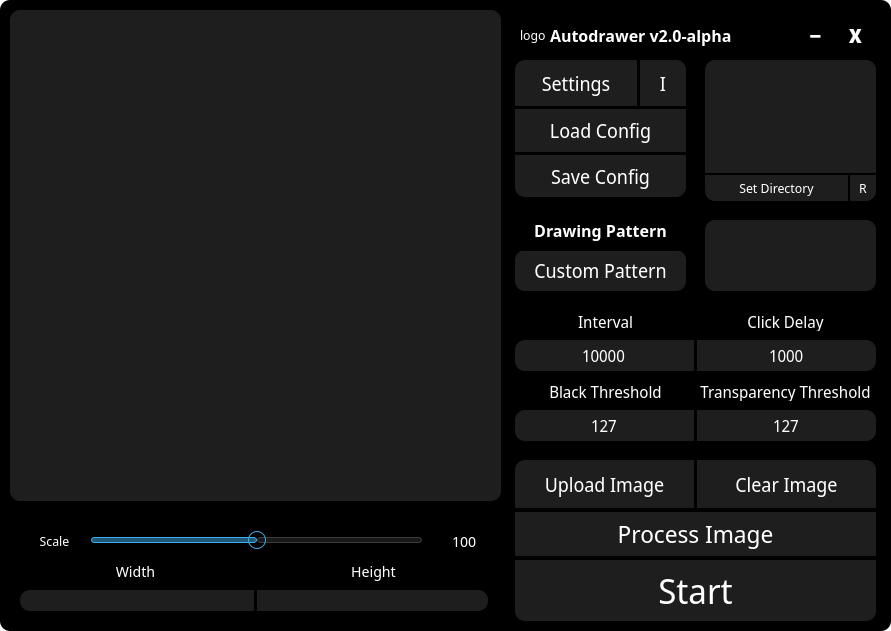 logo Autodrawer v2.0-alpha – X
Settings I
Load Config
Save Config
Set Directory R
Drawing Pattern
Custom Pattern
Interval Click Delay
10000 1000
Black Threshold Transparency Threshold
127 127
Upload Image Clear Image
Process Image
Start
Scale 100
Width Height